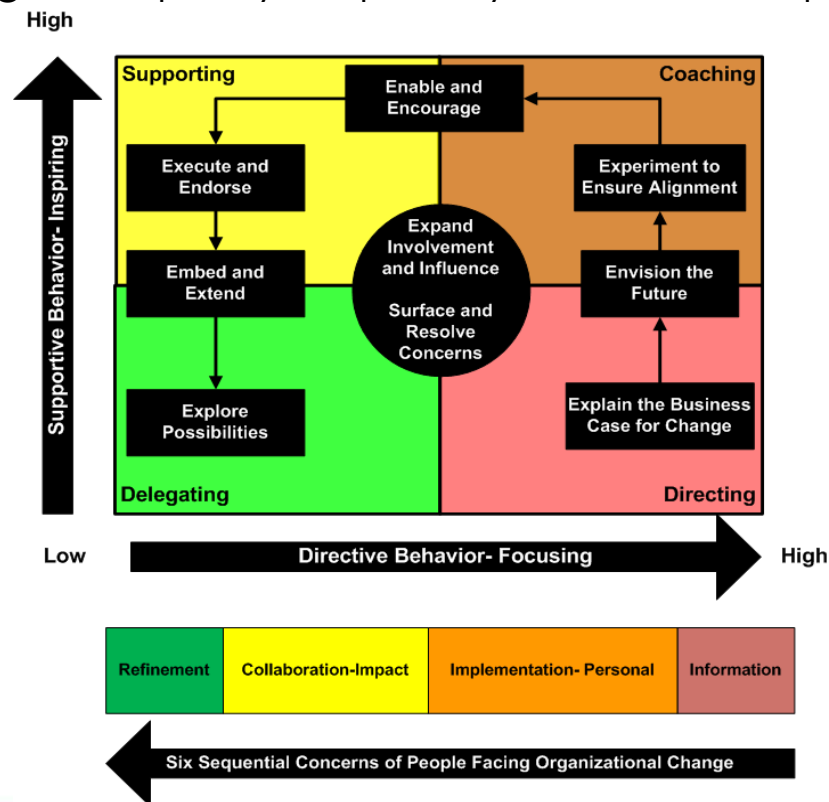 High
Supporting
Coaching
Enable and
Encourage
Execute and
Endorse
Experiment to
Ensure Alignment
Expand
Involvement
and Influence
Surface and
Resolve
Concerns
Embed and
Extend
Envision the
Future
Explore
Possibilities
Explain the Business
Case for Change
Delegating
Directing
Supportive Behavior- Inspiring
Low
Directive Behavior- Focusing
High
Refinement
Collaboration-Impact
Implementation- Personal
Information
Six Sequential Concerns of People Facing Organizational Change